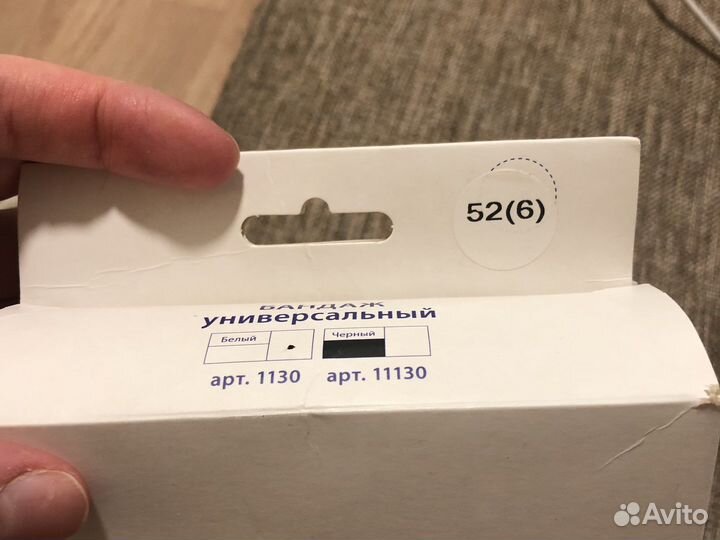 52(6)
БАНДАЖ
универсальный
Белый Черный
арт. 1130 арт. 11130
Avito